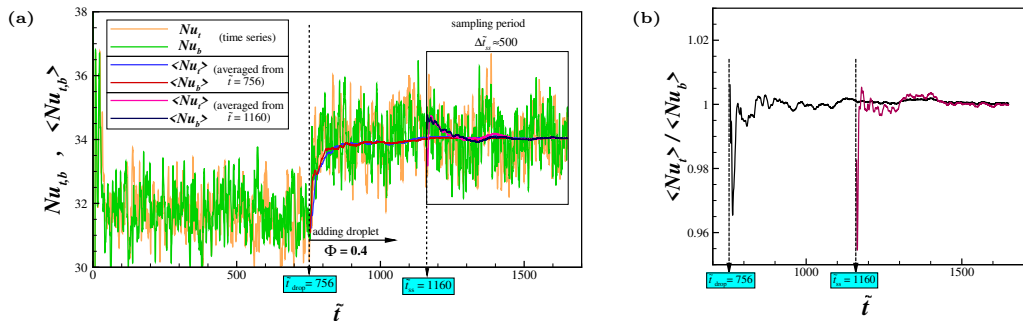 (a)
Nu_t
Nu_b
(time series)
<Nu_t>
<Nu_b>
(averaged from
t̃ = 756)
<Nu_t>
<Nu_b>
(averaged from
t̃ = 1160)
sampling period
Δt̃_ss≈500
adding droplet
Φ = 0.4
Nu_t,b , <Nu_t,b>
38
36
34
32
30
0
500
1000
1500
t̃_drop = 756
t̃_ss = 1160
t̃
(b)
<Nu_t> / <Nu_b>
1.02
1
0.98
0.96
1000
1500
t̃_drop = 756
t̃_ss = 1160
t̃